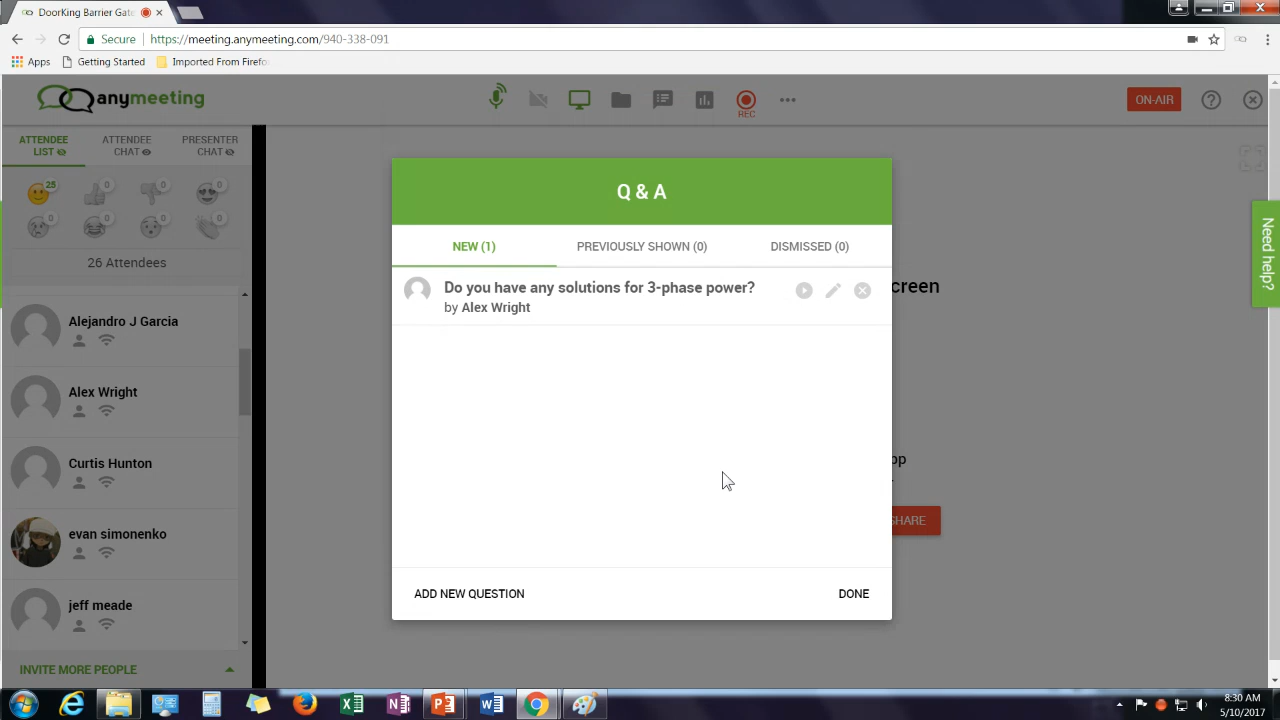 DoorKing Barrier Gate
Secure
https://meeting.anymeeting.com/940-338-091
Apps
Getting Started
Imported From Firefo
anymeeting
REC
ON-AIR
ATTENDEE
LIST
ATTENDEE
CHAT
PRESENTER
CHAT
25
0
0
0
0
0
0
0
26 Attendees
Alejandro J Garcia
Alex Wright
Curtis Hunton
evan simonenko
jeff meade
INVITE MORE PEOPLE
Q & A
NEW (1)
PREVIOUSLY SHOWN (0)
DISMISSED (0)
Do you have any solutions for 3-phase power?
by Alex Wright
ADD NEW QUESTION
DONE
creen
pp
SHARE
Need help?
8:30 AM
5/10/2017